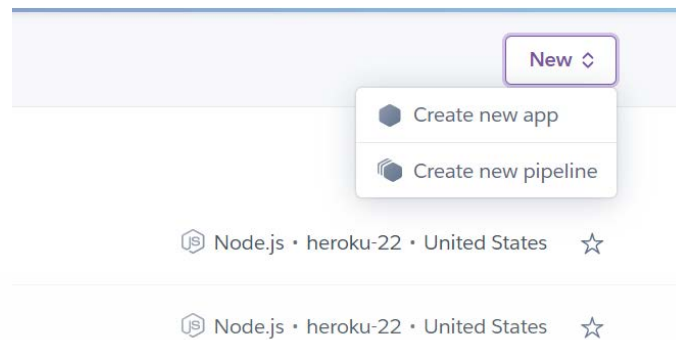 New
Create new app
Create new pipeline
JS Node.js • heroku-22 • United States
JS Node.js • heroku-22 • United States